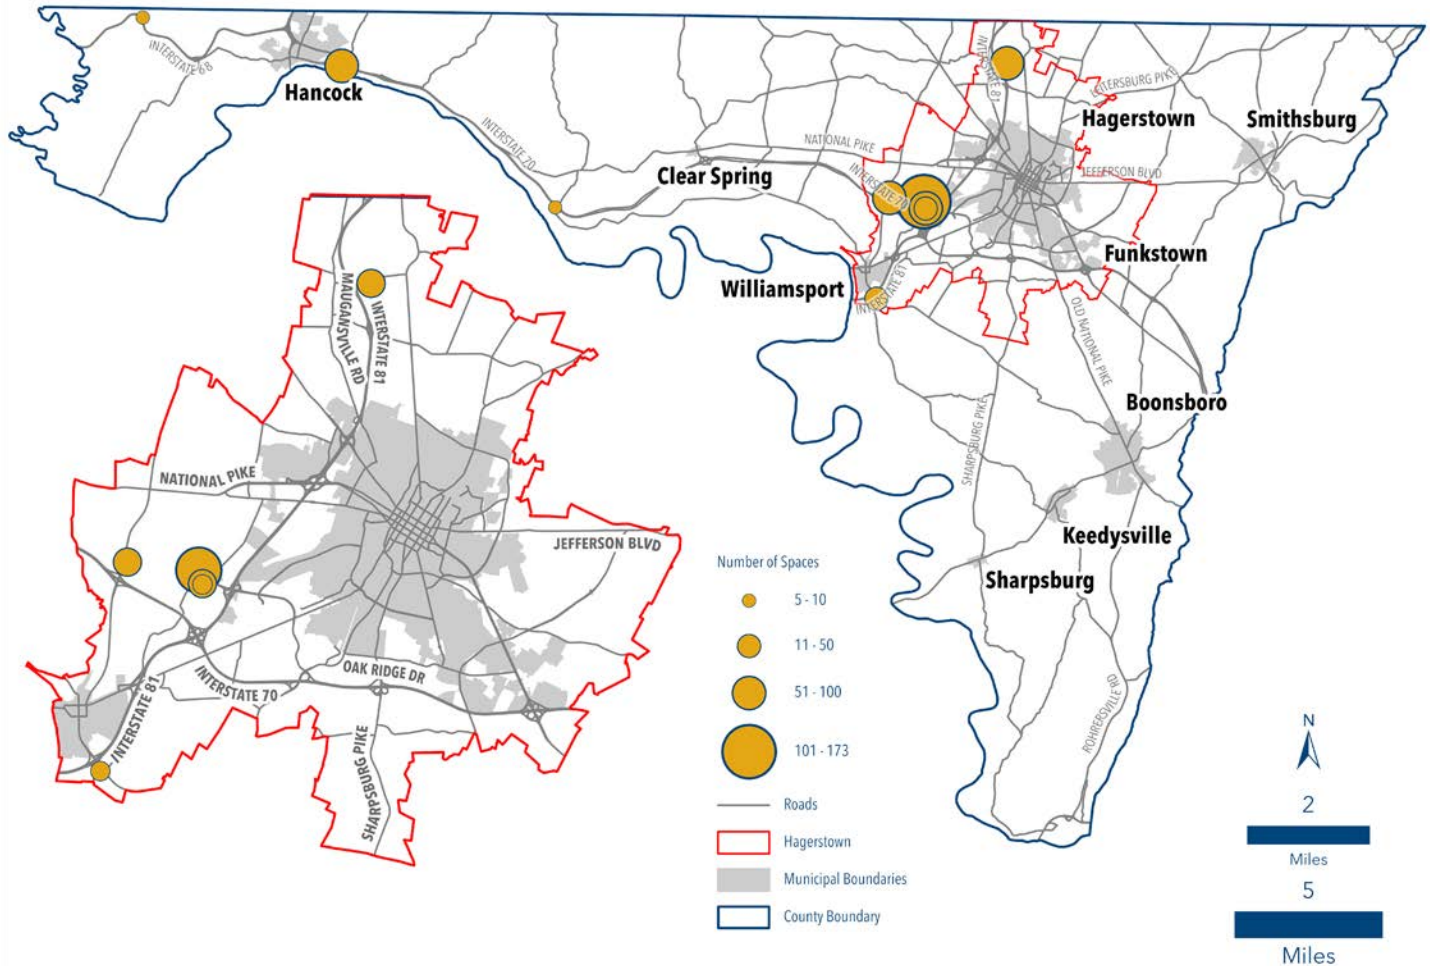 INTERSTATE 68
Hancock
INTERSTATE 70
Clear Spring
NATIONAL PIKE
INTERSTATE 70
INTERSTATE 81
LEITERSBURG PIKE
Hagerstown
Smithsburg
JEFFERSON BLVD
Funkstown
Williamsport
INTERSTATE 81
OLD NATIONAL PIKE
Boonsboro
SHARPSBURG PIKE
Keedysville
Sharpsburg
ROHRERSVILLE RD
MAUGANSVILLE RD
INTERSTATE 81
NATIONAL PIKE
JEFFERSON BLVD
OAK RIDGE DR
INTERSTATE 70
INTERSTATE 81
SHARPSBURG PIKE
Number of Spaces
5 - 10
11 - 50
51 - 100
101 - 173
Roads
Hagerstown
Municipal Boundaries
County Boundary
N
2
Miles
5
Miles